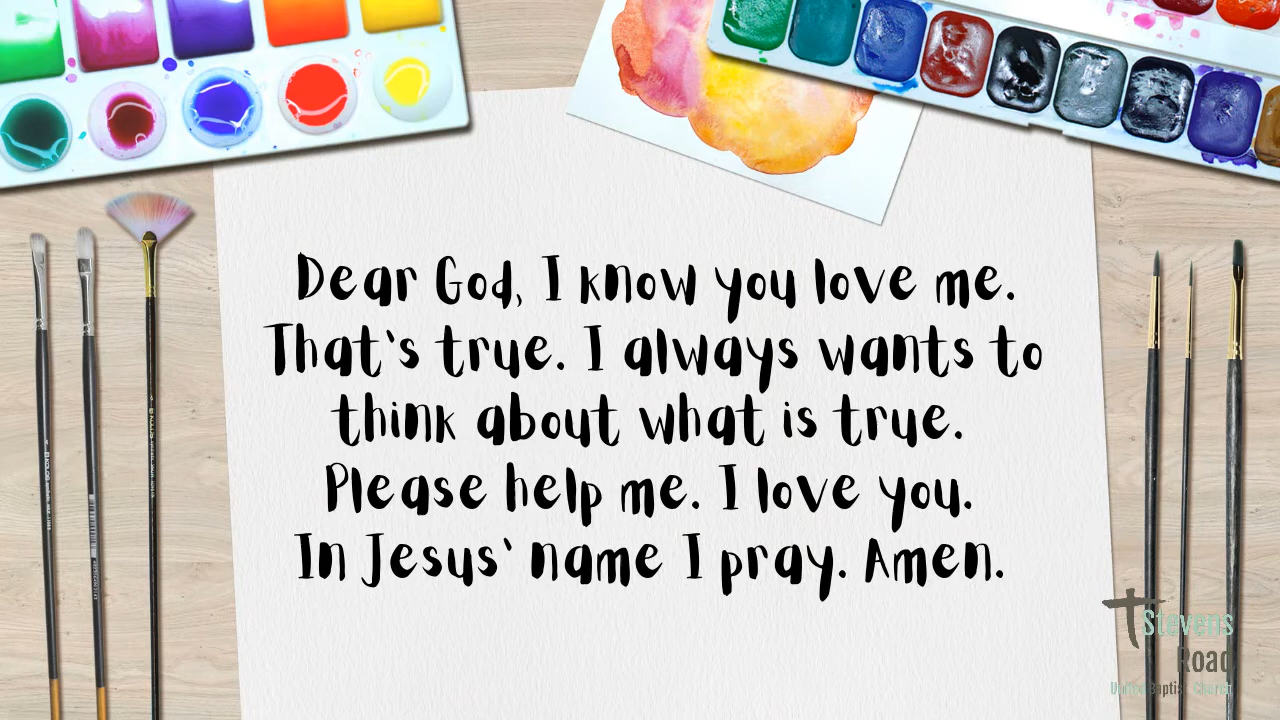 Dear God, I know you love me.
That's true. I always wants to
think about what is true.
Please help me. I love you.
In Jesus' name I pray. Amen.
Stevens
Road
United Baptist Church